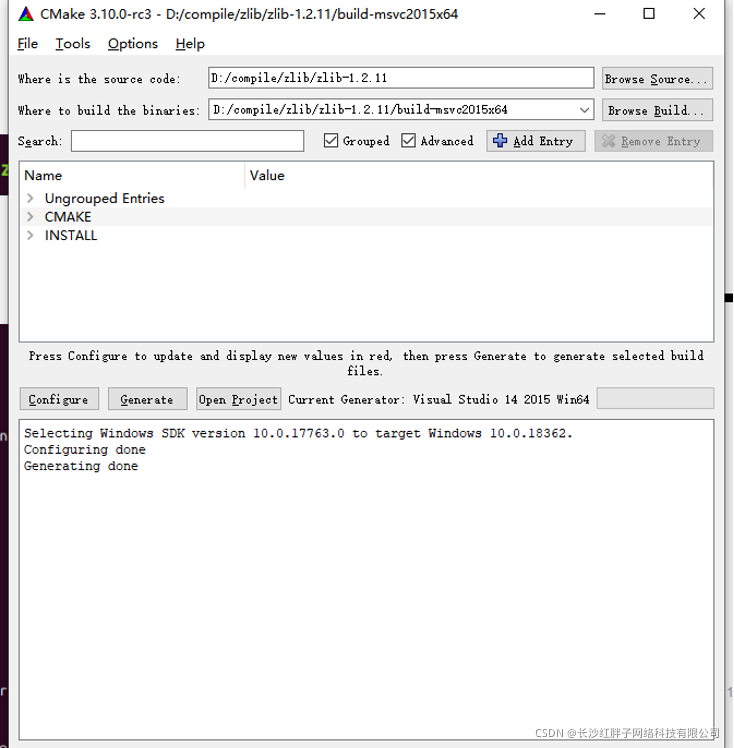 CMake 3.10.0-rc3 - D:/compile/zlib/zlib-1.2.11/build-msvc2015x64
File Tools Options Help
Where is the source code: D:/compile/zlib/zlib-1.2.11 Browse Source...
Where to build the binaries: D:/compile/zlib/zlib-1.2.11/build-msvc2015x64 Browse Build...
Search: Grouped Advanced Add Entry Remove Entry
Name Value
Ungrouped Entries
CMAKE
INSTALL
Press Configure to update and display new values in red, then press Generate to generate selected build
files.
Configure Generate Open Project Current Generator: Visual Studio 14 2015 Win64
Selecting Windows SDK version 10.0.17763.0 to target Windows 10.0.18362.
Configuring done
Generating done
CSDN @长沙红胖子网络科技有限公司